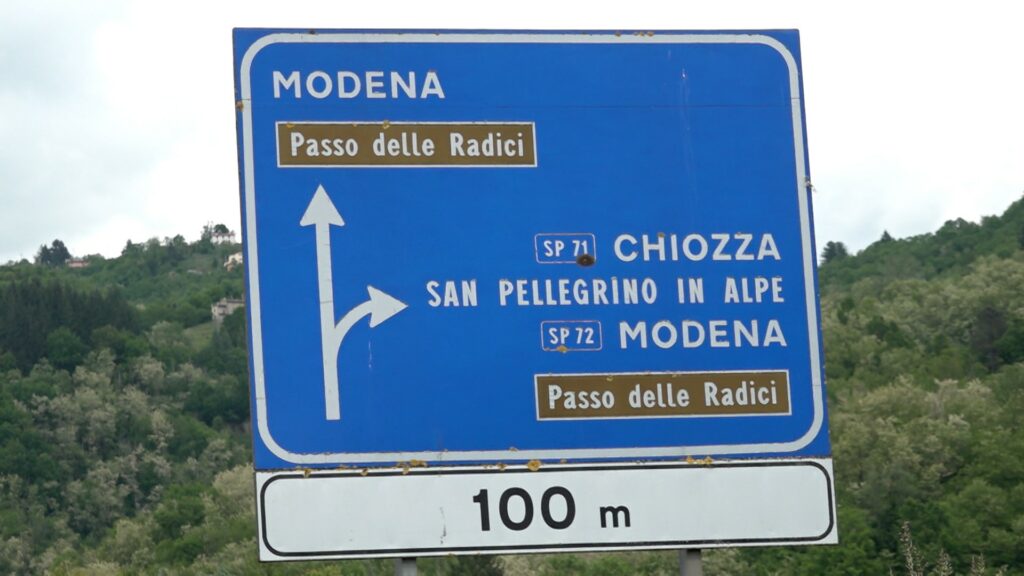 MODENA
Passo delle Radici
SP 71 CHIOZZA
SAN PELLEGRINO IN ALPE
SP 72 MODENA
Passo delle Radici
100 m